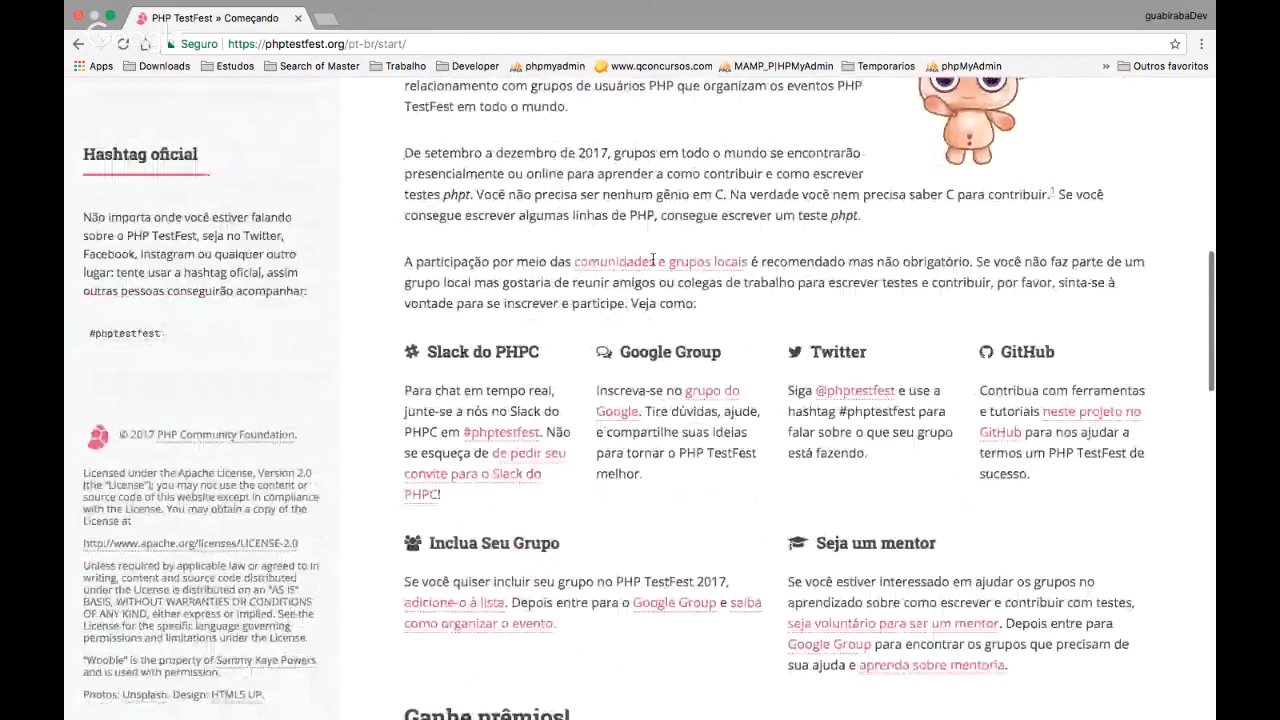 PHP TestFest » Começando
guabirabaDev
Google
Seguro
https://phptestfest.org/pt-br/start/
Apps
Downloads
Estudos
Search of Master
Trabalho
Developer
phpmyadmin
www.qconcursos.com
MAMP_P|HPMyAdmin
Temporarios
phpMyAdmin
» Outros favoritos
relacionamento com grupos de usuários PHP que organizam os eventos PHP
TestFest em todo o mundo.
De setembro a dezembro de 2017, grupos em todo o mundo se encontrarão
presencialmente ou online para aprender a como contribuir e como escrever
testes phpt. Você não precisa ser nenhum gênio em C. Na verdade você nem precisa saber C para contribuir.¹ Se você
consegue escrever algumas linhas de PHP, consegue escrever um teste phpt.
A participação por meio das comunidades e grupos locais é recomendado mas não obrigatório. Se você não faz parte de um
grupo local mas gostaria de reunir amigos ou colegas de trabalho para escrever testes e contribuir, por favor, sinta-se à
vontade para se inscrever e participe. Veja como:
Slack do PHPC
Para chat em tempo real,
junte-se a nós no Slack do
PHPC em #phptestfest. Não
se esqueça de de pedir seu
convite para o Slack do
PHPC!
Google Group
Inscreva-se no grupo do
Google. Tire dúvidas, ajude,
e compartilhe suas ideias
para tornar o PHP TestFest
melhor.
Twitter
Siga @phptestfest e use a
hashtag #phptestfest para
falar sobre o que seu grupo
está fazendo.
GitHub
Contribua com ferramentas
e tutoriais neste projeto no
GitHub para nos ajudar a
termos um PHP TestFest de
sucesso.
Inclua Seu Grupo
Se você quiser incluir seu grupo no PHP TestFest 2017,
adicione-o à lista. Depois entre para o Google Group e saiba
como organizar o evento.
Seja um mentor
Se você estiver interessado em ajudar os grupos no
aprendizado sobre como escrever e contribuir com testes,
seja voluntário para ser um mentor. Depois entre para
Google Group para encontrar os grupos que precisam de
sua ajuda e aprenda sobre mentoria.
Ganhe prêmios!
Hashtag oficial
Não importa onde você estiver falando
sobre o PHP TestFest, seja no Twitter,
Facebook, Instagram ou qualquer outro
lugar: tente usar a hashtag oficial, assim
outras pessoas conseguirão acompanhar:
#phptestfest
© 2017 PHP Community Foundation.
Licensed under the Apache License, Version 2.0
(the "License"); you may not use the content or
source code of this website except in compliance
with the License. You may obtain a copy of the
License at
http://www.apache.org/licenses/LICENSE-2.0
Unless required by applicable law or agreed to in
writing, content and source code distributed
under the License is distributed on an "AS IS"
BASIS, WITHOUT WARRANTIES OR CONDITIONS
OF ANY KIND, either express or implied. See the
License for the specific language governing
permissions and limitations under the License.
"Wooble" is the property of Sammy Kaye Powers
and is used with permission.
Photos: Unsplash. Design: HTML5 UP.